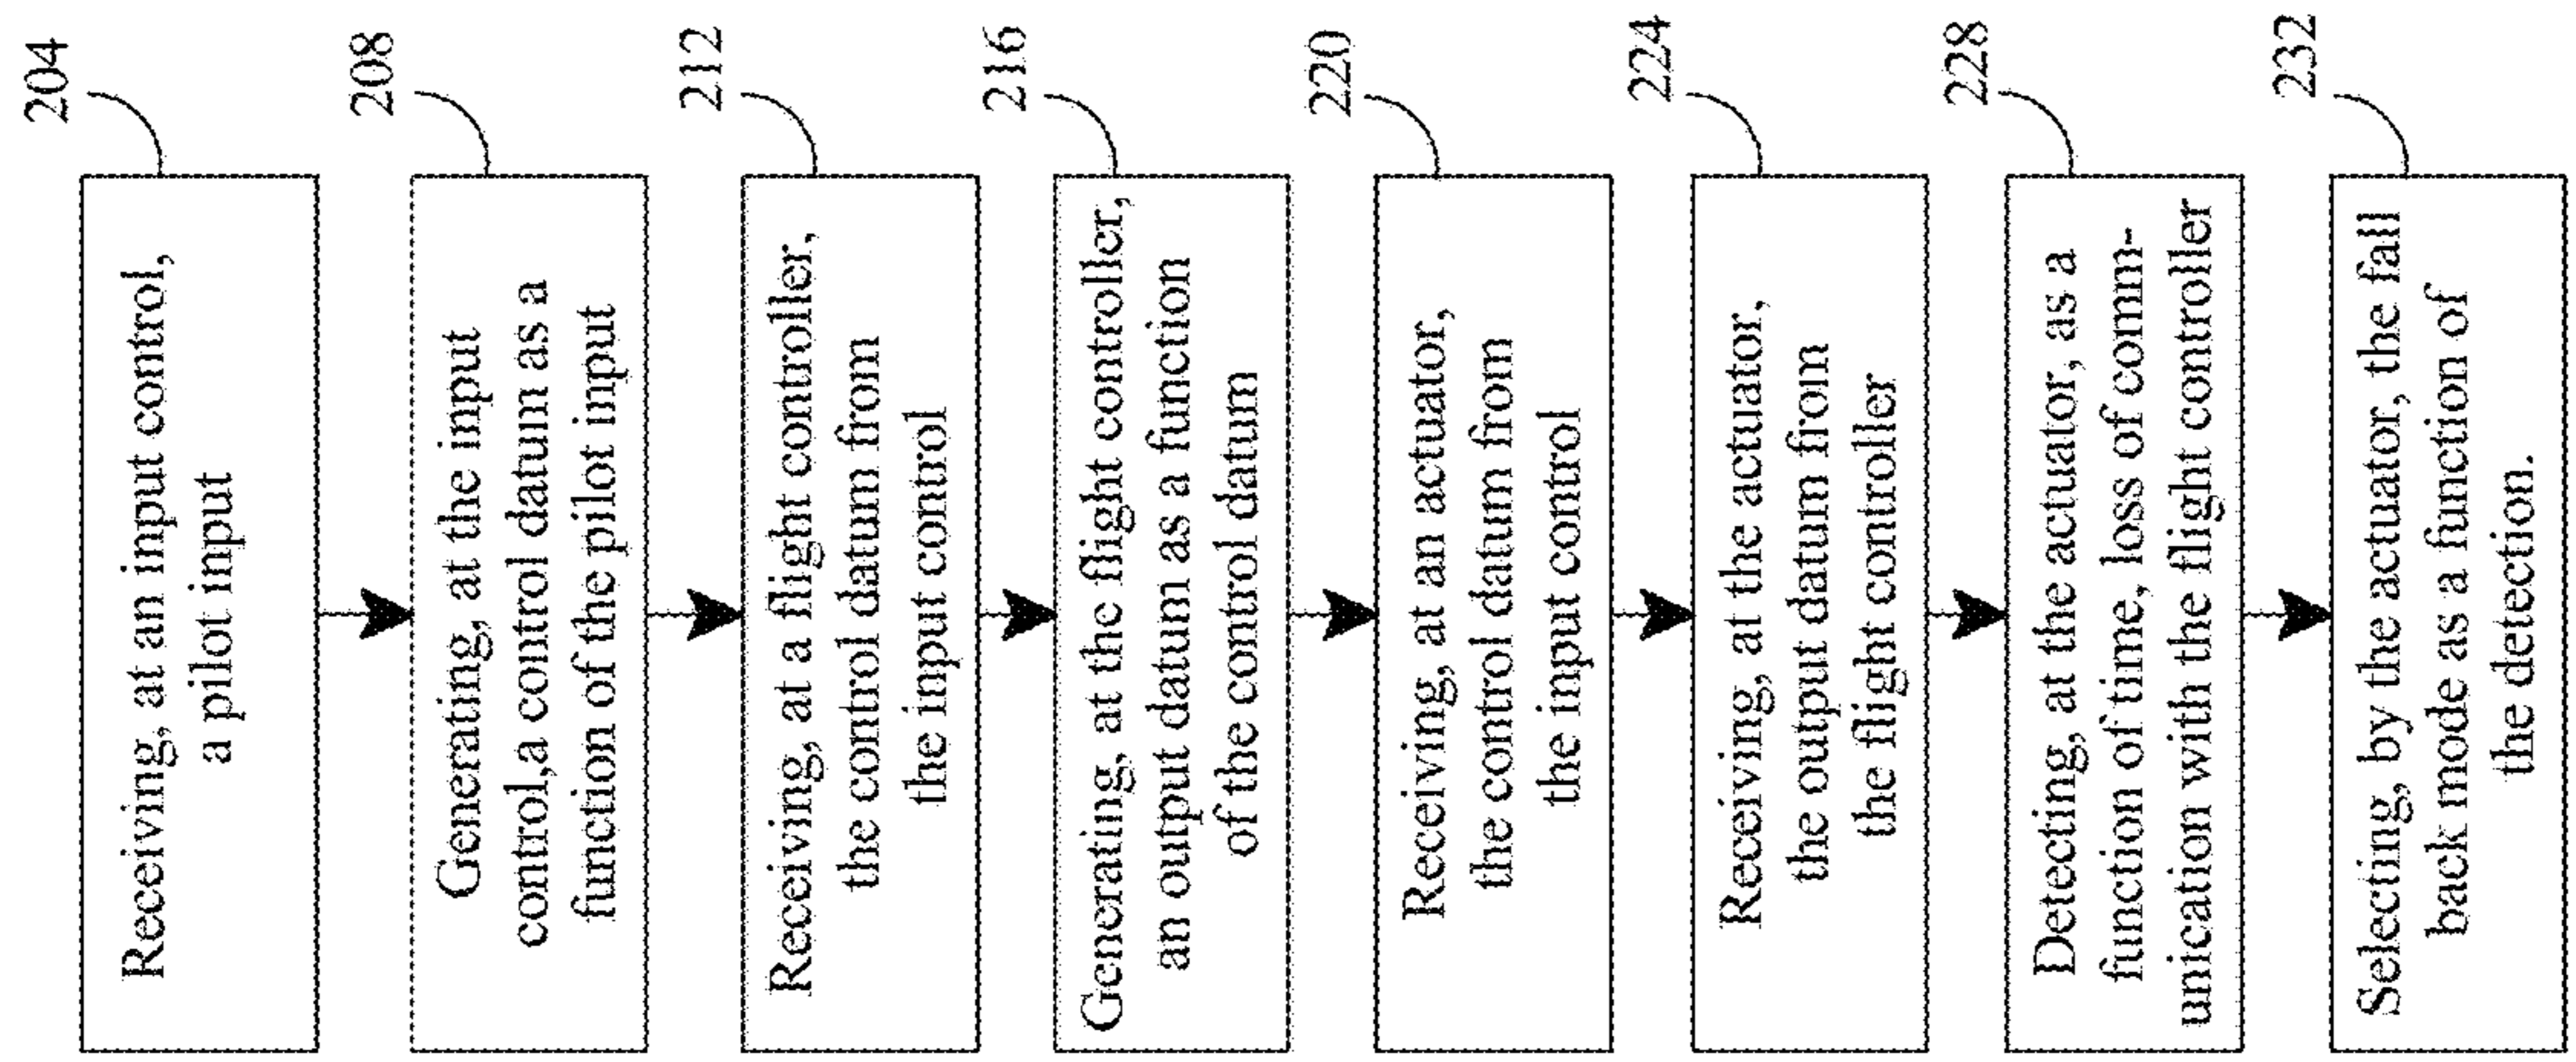 204
Receiving, at an input control,
a pilot input
208
Generating, at the input
control,a control datum as a
function of the pilot input
212
Receiving, at a flight controller,
the control datum from
the input control
216
Generating, at the flight controller,
an output datum as a function
of the control datum
220
Receiving, at an actuator,
the control datum from
the input control
224
Receiving, at the actuator,
the output datum from
the flight controller
228
Detecting, at the actuator, as a
function of time, loss of comm-
unication with the flight controller
232
Selecting, by the actuator, the fall
back mode as a function of
the detection.